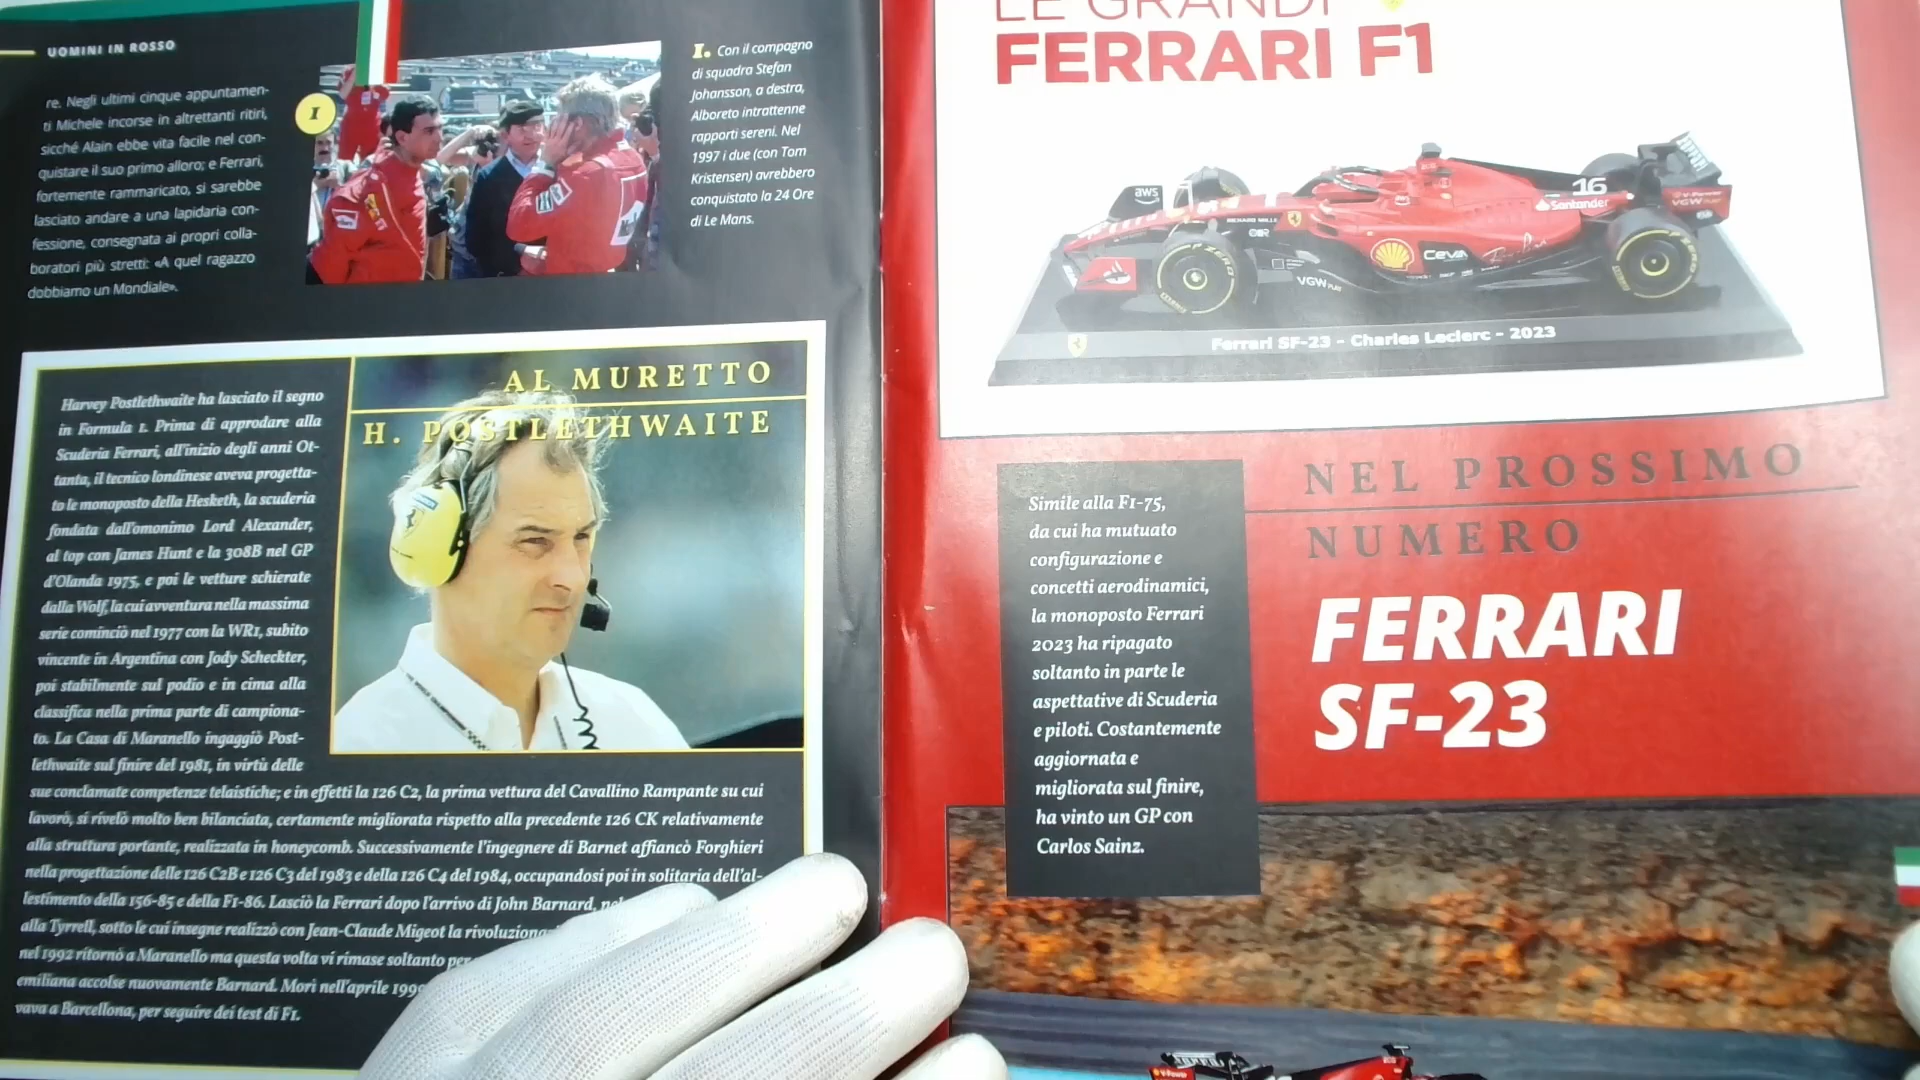 UOMINI IN ROSSO
re. Negli ultimi cinque appuntamen-
ti Michele incorse in altrettanti ritiri,
sicché Alain ebbe vita facile nel con-
quistare il suo primo alloro; e Ferrari,
fortemente rammaricato, si sarebbe
lasciato andare a una lapidaria con-
fessione, consegnata ai propri colla-
boratori più stretti: «A quel ragazzo
dobbiamo un Mondiale».
1
1. Con il compagno
di squadra Stefan
Johansson, a destra,
Alboreto intrattenne
rapporti sereni. Nel
1997 i due (con Tom
Kristensen) avrebbero
conquistato la 24 Ore
di Le Mans.
AL MURETTO
H. POSTLETHWAITE
Harvey Postlethwaite ha lasciato il segno
in Formula 1. Prima di approdare alla
Scuderia Ferrari, all'inizio degli anni Ot-
tanta, il tecnico londinese aveva progetta-
to le monoposto della Hesketh, la scuderia
fondata dall'omonimo Lord Alexander,
al top con James Hunt e la 308B nel GP
d'Olanda 1975, e poi le vetture schierate
dalla Wolf, la cui avventura nella massima
serie cominciò nel 1977 con la WR1, subito
vincente in Argentina con Jody Scheckter,
poi stabilmente sul podio e in cima alla
classifica nella prima parte di campiona-
to. La Casa di Maranello ingaggiò Post-
lethwaite sul finire del 1981, in virtù delle
sue conclamate competenze telaistiche; e in effetti la 126 C2, la prima vettura del Cavallino Rampante su cui
lavorò, si rivelò molto ben bilanciata, certamente migliorata rispetto alla precedente 126 CK relativamente
alla struttura portante, realizzata in honeycomb. Successivamente l'ingegnere di Barnet affiancò Forghieri
nella progettazione delle 126 C2B e 126 C3 del 1983 e della 126 C4 del 1984, occupandosi poi in solitaria dell'al-
lestimento della 156-85 e della F1-86. Lasciò la Ferrari dopo l'arrivo di John Barnard,
alla Tyrrell, sotto le cui insegne realizzò con Jean-Claude Migeot la
nel 1992 ritornò a Maranello ma questa volta vi rimase soltanto
emiliana accolse nuovamente Barnard. Morì nell'aprile
vava a Barcellona, per seguire dei test di F1.
LE GRANDI
FERRARI F1
aws
RICHARD MILLE
16
Santander
V-Power
VGW PLAY
P ZERO
Ceva
VGW PLAY
P ZERO
Ferrari SF-23 - Charles Leclerc - 2023
NEL PROSSIMO
NUMERO
FERRARI
SF-23
Simile alla F1-75,
da cui ha mutuato
configurazione e
concetti aerodinamici,
la monoposto Ferrari
2023 ha ripagato
soltanto in parte le
aspettative di Scuderia
e piloti. Costantemente
aggiornata e
migliorata sul finire,
ha vinto un GP con
Carlos Sainz.
V-Power